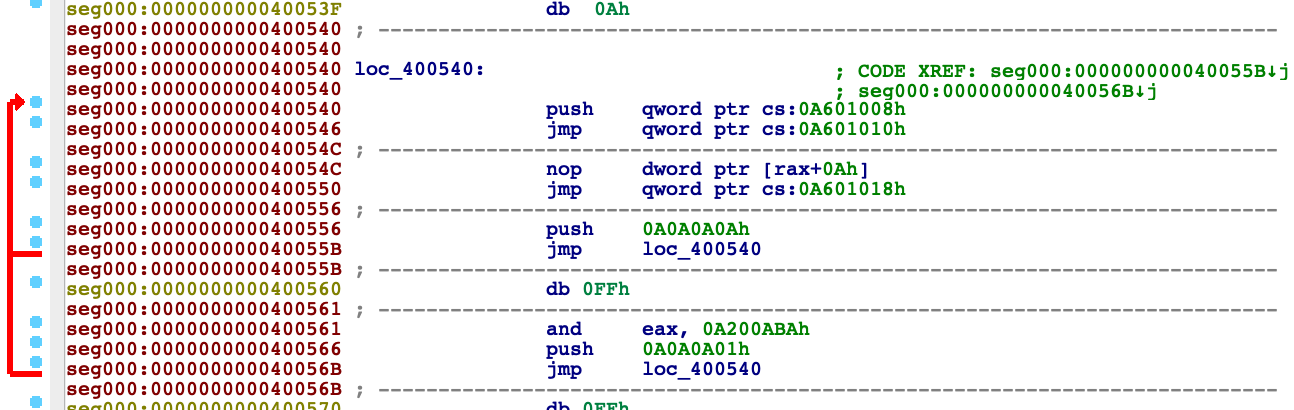 seg000:000000000040053F db 0Ah
seg000:0000000000400540 ; ---------------------------------------------------------------------------
seg000:0000000000400540
seg000:0000000000400540 loc_400540: ; CODE XREF: seg000:000000000040055B↓j
seg000:0000000000400540 ; seg000:000000000040056B↓j
seg000:0000000000400540 push qword ptr cs:0A601008h
seg000:0000000000400546 jmp qword ptr cs:0A601010h
seg000:000000000040054C ; ---------------------------------------------------------------------------
seg000:000000000040054C nop dword ptr [rax+0Ah]
seg000:0000000000400550 jmp qword ptr cs:0A601018h
seg000:0000000000400556 ; ---------------------------------------------------------------------------
seg000:0000000000400556 push 0A0A0A0Ah
seg000:000000000040055B jmp loc_400540
seg000:000000000040055B ; ---------------------------------------------------------------------------
seg000:0000000000400560 db 0FFh
seg000:0000000000400561 ; ---------------------------------------------------------------------------
seg000:0000000000400561 and eax, 0A200ABAh
seg000:0000000000400566 push 0A0A0A01h
seg000:000000000040056B jmp loc_400540
seg000:000000000040056B ; ---------------------------------------------------------------------------
seg000:0000000000400570 db 0FFh